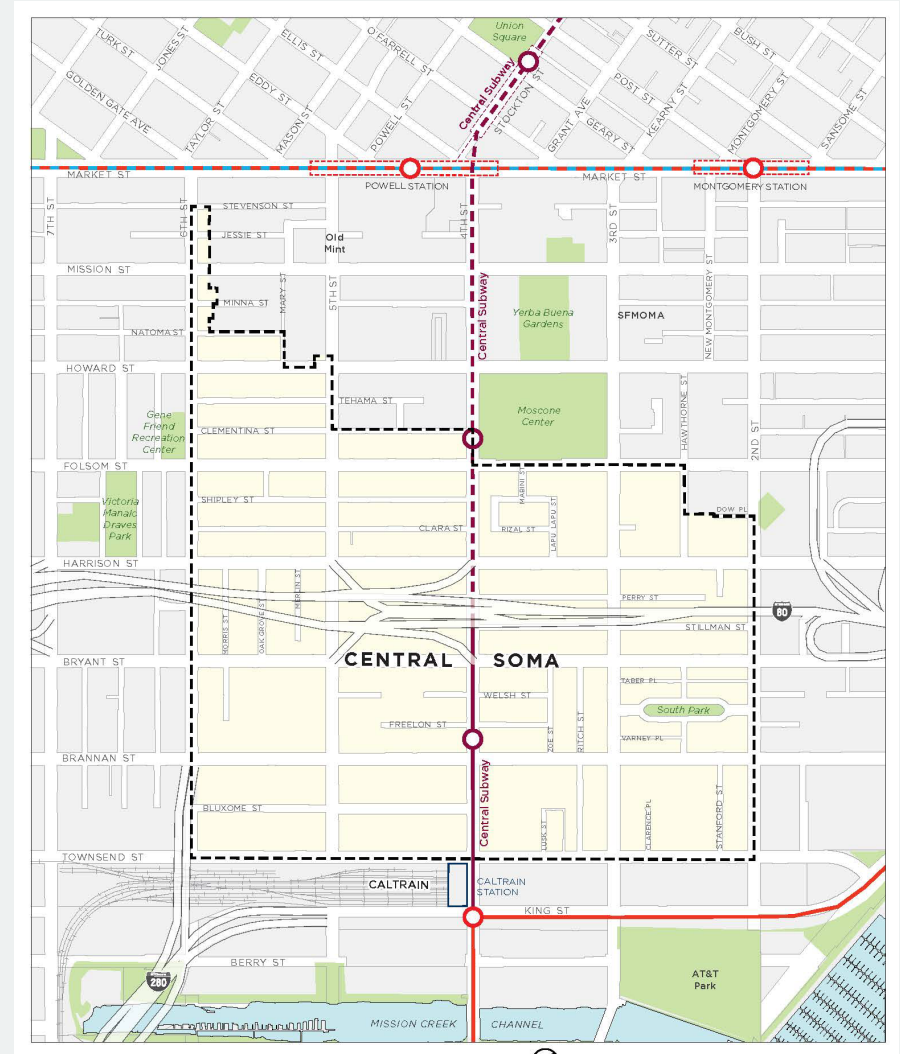 Union
Square
TURK ST
JONES ST
ELLIS ST
O'FARRELL ST
SUTTER ST
BUSH ST
GOLDEN GATE AVE
TAYLOR ST
EDDY ST
MASON ST
POWELL ST
Central Subway
STOCKTON ST
GRANT AVE
GEARY ST
POST ST
KEARNY ST
MONTGOMERY ST
SANSOME ST
MARKET ST
POWELL STATION
MARKET ST
MONTGOMERY STATION
7TH ST
6TH ST
STEVENSON ST
JESSIE ST
Old
Mint
4TH ST
3RD ST
MISSION ST
MARY ST
5TH ST
NEW MONTGOMERY ST
MINNA ST
NATOMA ST
Central Subway
Yerba Buena
Gardens
SFMOMA
HOWARD ST
TEHAMA ST
HAWTHORNE ST
2ND ST
Gene
Friend
Recreation
Center
CLEMENTINA ST
Moscone
Center
FOLSOM ST
SHIPLEY ST
MABINI ST
LAPU LAPU ST
RIZAL ST
CLARA ST
DOW PL
Victoria
Manalo
Draves
Park
HARRISON ST
MORRIS ST
OAK GROVE ST
MERLIN ST
PERRY ST
80
STILLMAN ST
BRYANT ST
CENTRAL SOMA
TABER PL
WELSH ST
South Park
FREELON ST
ZOE ST
RITCH ST
VARNEY PL
BRANNAN ST
Central Subway
BLUXOME ST
LUSK ST
CLARENCE PL
STANFORD ST
TOWNSEND ST
CALTRAIN
CALTRAIN
STATION
KING ST
BERRY ST
280
AT&T
Park
MISSION CREEK CHANNEL